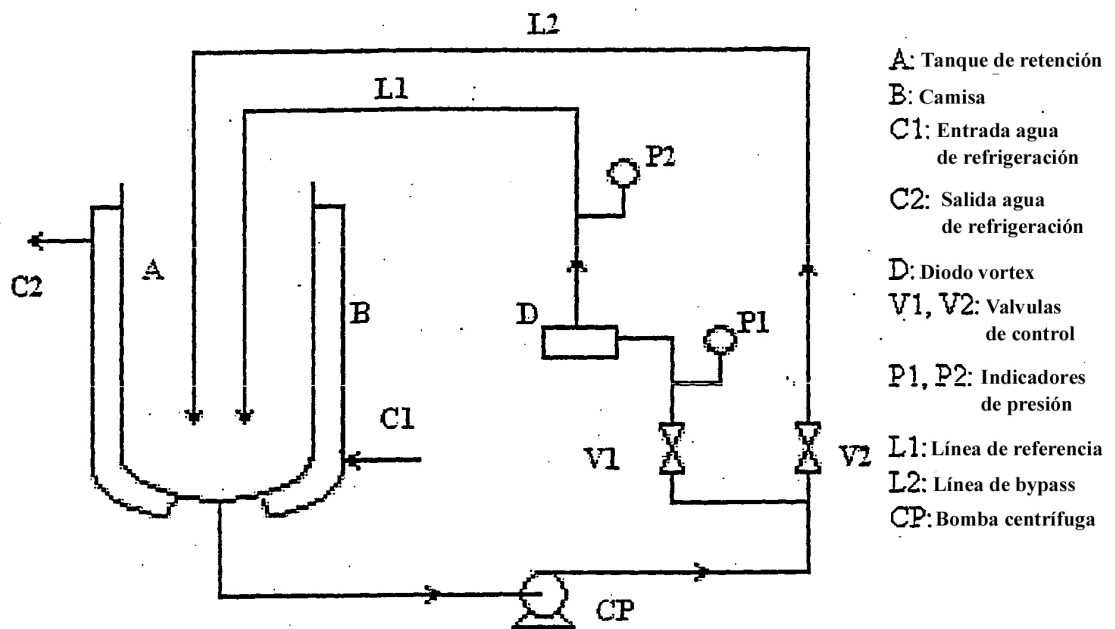 L2
L1
P2
A
C2
B
D
P1
C1
V1
V2
CP
A: Tanque de retención
B: Camisa
C1: Entrada agua
de refrigeración
C2: Salida agua
de refrigeración
D: Diodo vortex
V1, V2: Valvulas
de control
P1, P2: Indicadores
de presión
L1: Línea de referencia
L2: Línea de bypass
CP: Bomba centrífuga